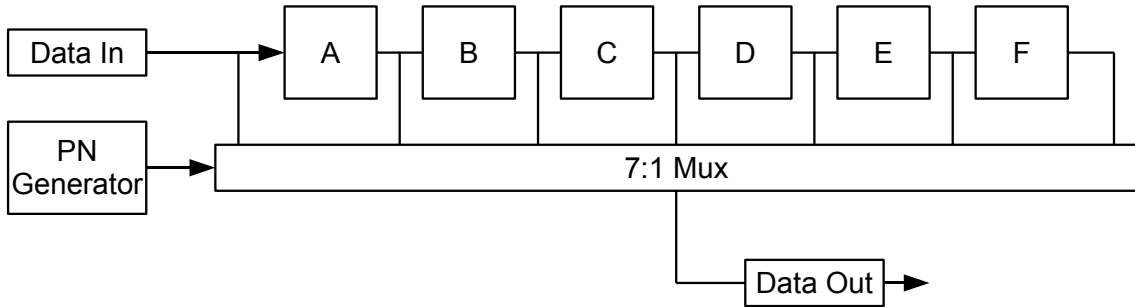 Data In
A
B
C
D
E
F
PN
Generator
7:1 Mux
Data Out